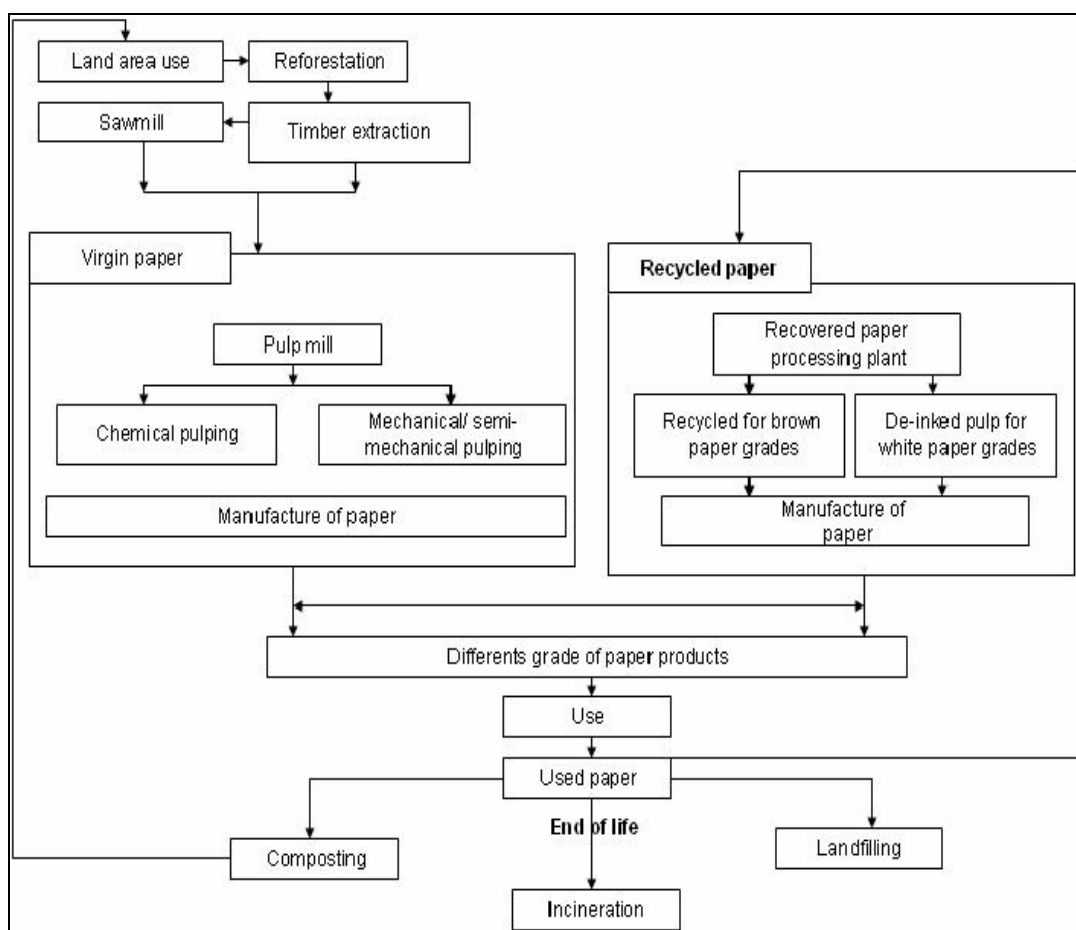 Land area use
Reforestation
Sawmill
Timber extraction
Virgin paper
Recycled paper
Pulp mill
Recovered paper
processing plant
Chemical pulping
Mechanical/ semi-
mechanical pulping
Recycled for brown
paper grades
De-inked pulp for
white paper grades
Manufacture of paper
Manufacture of
paper
Differents grade of paper products
Use
Used paper
End of life
Composting
Landfilling
Incineration